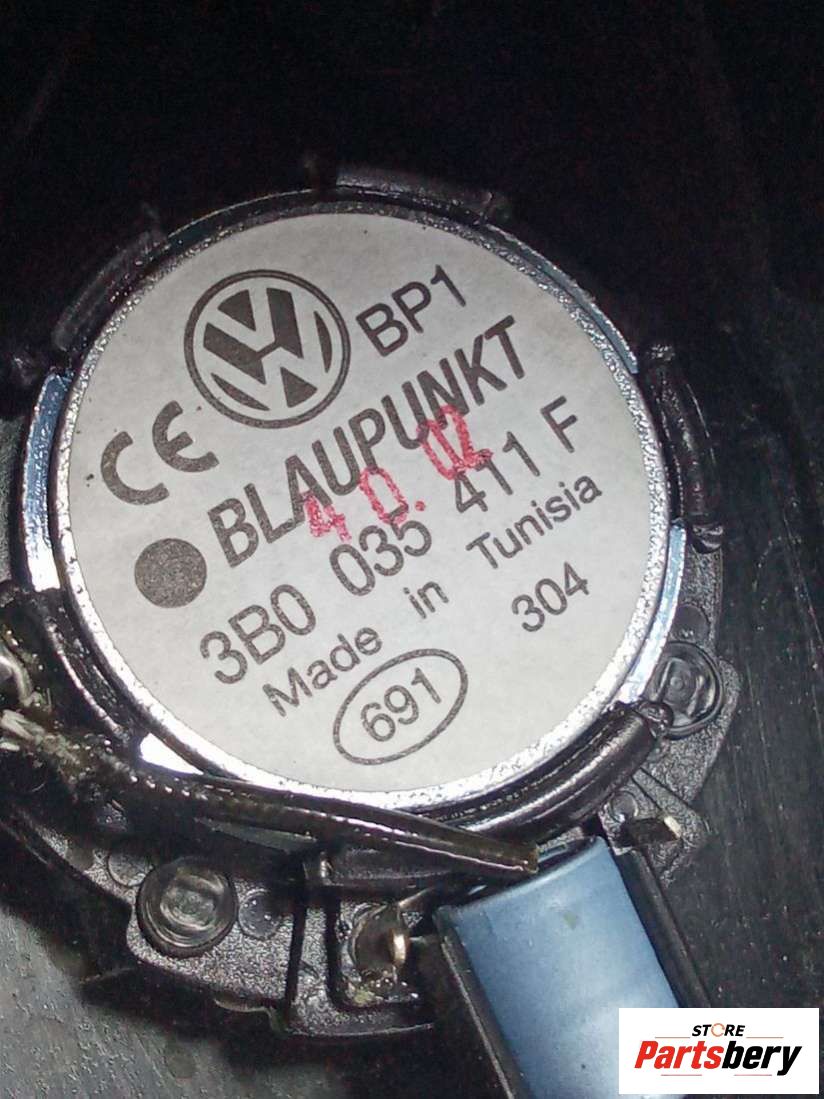 BP1
CE
BLAUPUNKT
40.02
3B0 035 411 F
Made in Tunisia
691
304
STORE
Partsbery